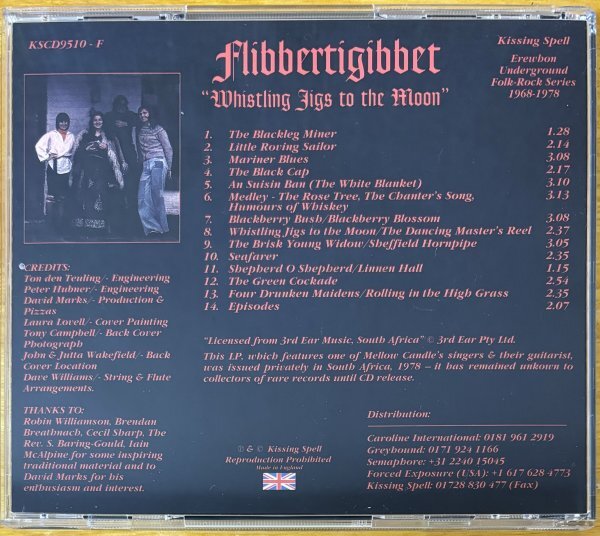 KSCD9510 - F
Flibbertigibbet
"Whistling Jigs to the Moon"
Kissing Spell
Erewhon
Underground
Folk-Rock Series
1968-1978
1. The Blackleg Miner 1.28
2. Little Roving Sailor 2.14
3. Mariner Blues 3.08
4. The Black Cap 2.17
5. An Suisin Ban (The White Blanket) 3.10
6. Medley - The Rose Tree, The Chanter's Song, 3.13
Humours of Whiskey
7. Blackberry Bush/Blackberry Blossom 3.08
8. Whistling Jigs to the Moon/The Dancing Master's Reel 2.37
9. The Brisk Young Widow/Sheffield Hornpipe 3.05
10. Seafarer 2.35
11. Shepherd O Shepherd/Linnen Hall 1.15
12. The Green Cockade 2.54
13. Four Drunken Maidens/Rolling in the High Grass 2.35
14. Episodes 2.07
CREDITS:
Ton den Teuling/- Engineering
Peter Hubner/- Engineering
David Marks/- Production &
Pizzas
Laura Lovell/- Cover Painting
Tony Campbell/- Back Cover
Photograph
John & Jutta Wakefield/- Back
Cover Location
Dave Williams/- String & Flute
Arrangements.
THANKS TO:
Robin Williamson, Brendan
Breathnach, Cecil Sharp, The
Rev. S. Baring-Gould, Iain
McAlpine for some inspiring
traditional material and to
David Marks for his
enthusiasm and interest.
"Licensed from 3rd Ear Music, South Africa" © 3rd Ear Pty Ltd.
This LP. which features one of Mellow Candle's singers & their guitarist,
was issued privately in South Africa, 1978 – it has remained unkown to
collectors of rare records until CD release.
℗ & © Kissing Spell
Reproduction Prohibited
Made in England
Distribution:
Caroline International: 0181 961 2919
Greybound: 0171 924 1166
Semaphore: +31 2240 15045
Forced Exposure (USA): +1 617 628 4773
Kissing Spell: 01728 830 477 (Fax)